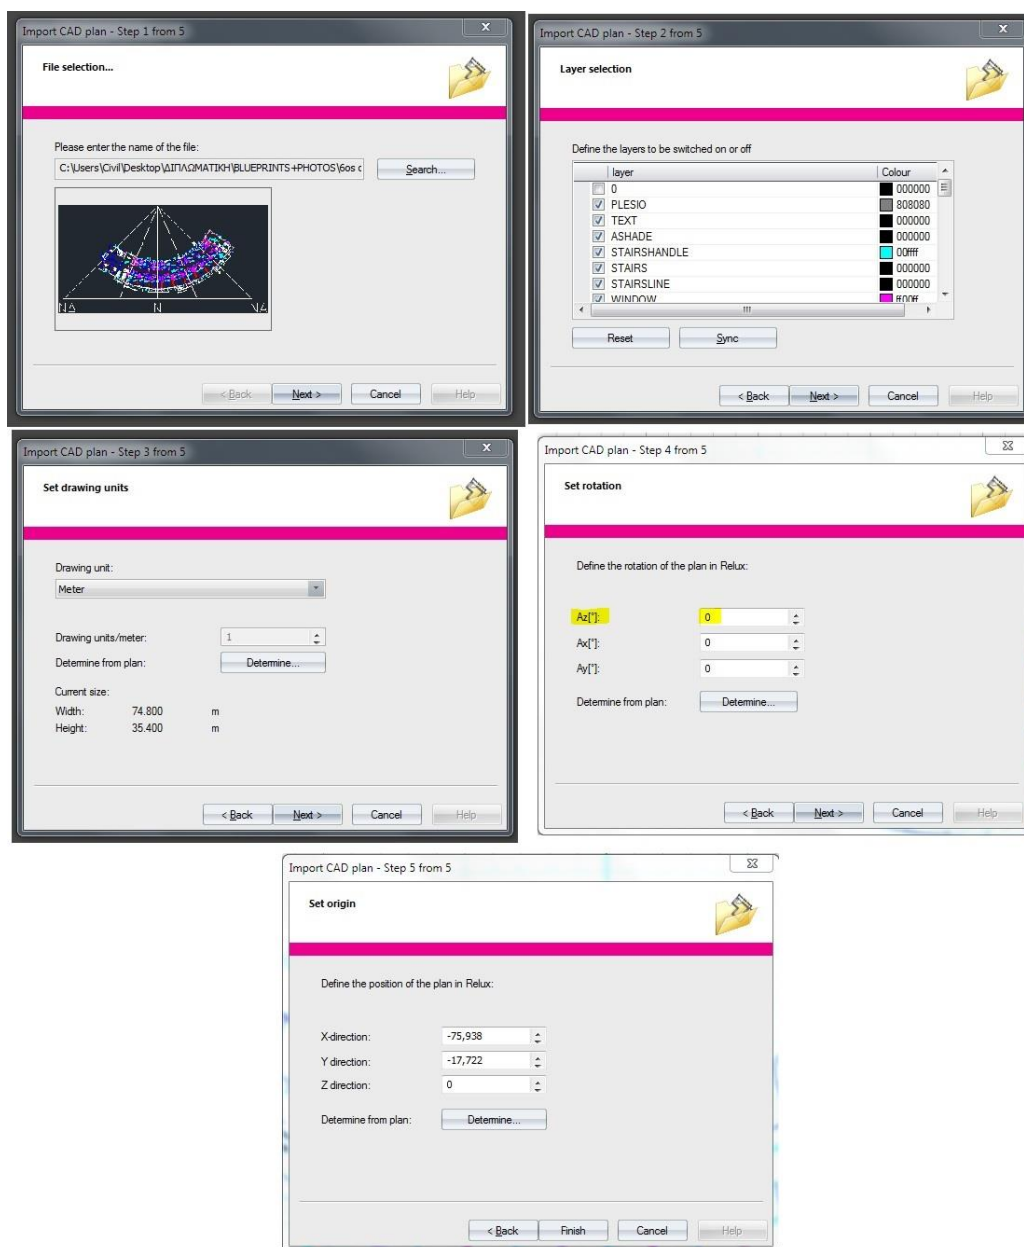 Import CAD plan - Step 1 from 5
File selection...
Please enter the name of the file:
C:\Users\Civil\Desktop\ΔΙΠΛΩΜΑΤΙΚΗ\BLUEPRINTS+PHOTOS\6os c
Search...
ΝΔ N ΝΑ
< Back Next > Cancel Help
Import CAD plan - Step 2 from 5
Layer selection
Define the layers to be switched on or off
layer Colour
0 000000
PLESIO 808080
TEXT 000000
ASHADE 000000
STAIRSHANDLE 00ffff
STAIRS 000000
STAIRSLINE 000000
WINDOW ff00ff
Reset Sync
< Back Next > Cancel Help
Import CAD plan - Step 3 from 5
Set drawing units
Drawing unit:
Meter
Drawing units/meter: 1
Determine from plan: Determine...
Current size:
Width: 74.800 m
Height: 35.400 m
< Back Next > Cancel Help
Import CAD plan - Step 4 from 5
Set rotation
Define the rotation of the plan in Relux:
Az[°]: 0
Ax[°]: 0
Ay[°]: 0
Determine from plan: Determine...
< Back Next > Cancel Help
Import CAD plan - Step 5 from 5
Set origin
Define the position of the plan in Relux:
X-direction: -75,938
Y direction: -17,722
Z direction: 0
Determine from plan: Determine...
< Back Finish Cancel Help